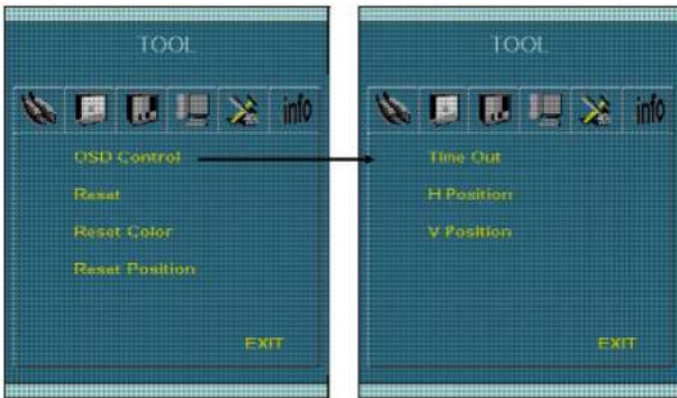 TOOL
info
OSD Control
Reset
Reset Color
Reset Position
EXIT
TOOL
info
Time Out
H Position
V Position
EXIT